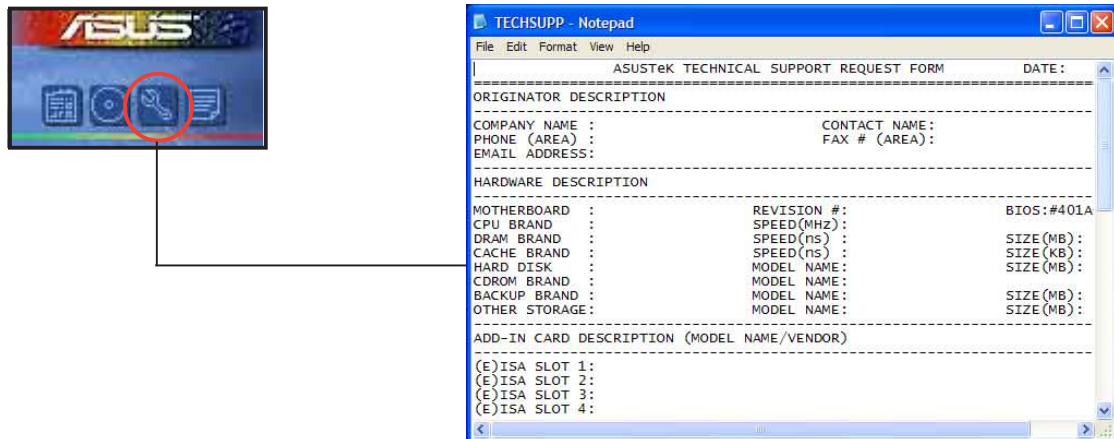 ASUS
TECHSUPP - Notepad
File Edit Format View Help
ASUSTeK TECHNICAL SUPPORT REQUEST FORM DATE:
==========================================================================
ORIGINATOR DESCRIPTION
--------------------------------------------------------------------------
COMPANY NAME : CONTACT NAME:
PHONE (AREA) : FAX # (AREA):
EMAIL ADDRESS:
--------------------------------------------------------------------------
HARDWARE DESCRIPTION
--------------------------------------------------------------------------
MOTHERBOARD : REVISION #: BIOS:#401A
CPU BRAND : SPEED(MHz):
DRAM BRAND : SPEED(ns) : SIZE(MB):
CACHE BRAND : SPEED(ns) : SIZE(KB):
HARD DISK : MODEL NAME: SIZE(MB):
CDROM BRAND : MODEL NAME:
BACKUP BRAND : MODEL NAME: SIZE(MB):
OTHER STORAGE: MODEL NAME: SIZE(MB):
--------------------------------------------------------------------------
ADD-IN CARD DESCRIPTION (MODEL NAME/VENDOR)
--------------------------------------------------------------------------
(E)ISA SLOT 1:
(E)ISA SLOT 2:
(E)ISA SLOT 3:
(E)ISA SLOT 4: